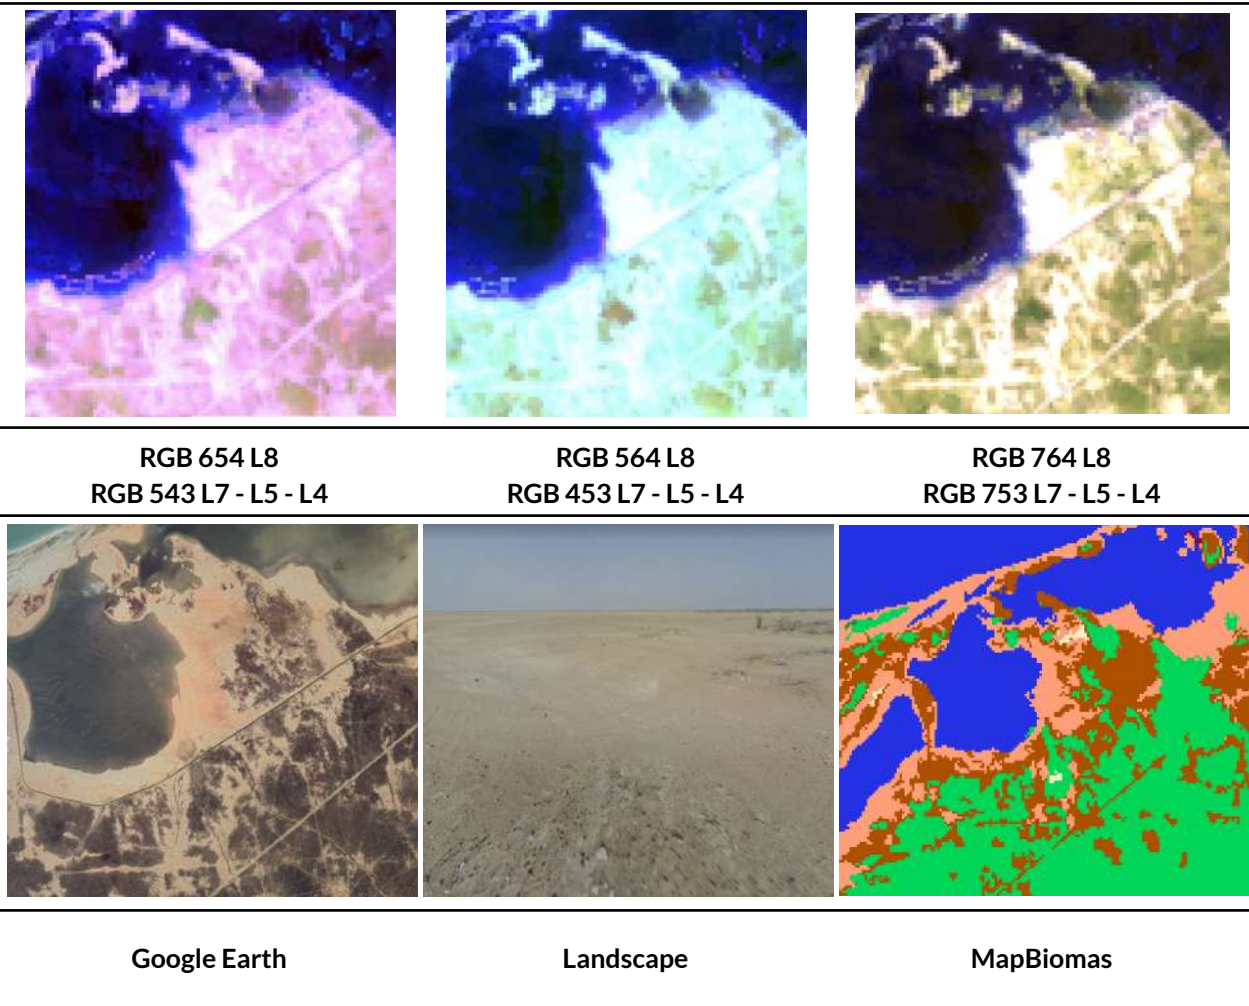 RGB 654 L8
RGB 564 L8
RGB 764 L8
RGB 543 L7 - L5 - L4
RGB 453 L7 - L5 - L4
RGB 753 L7 - L5 - L4
Google Earth
Landscape
MapBiomas